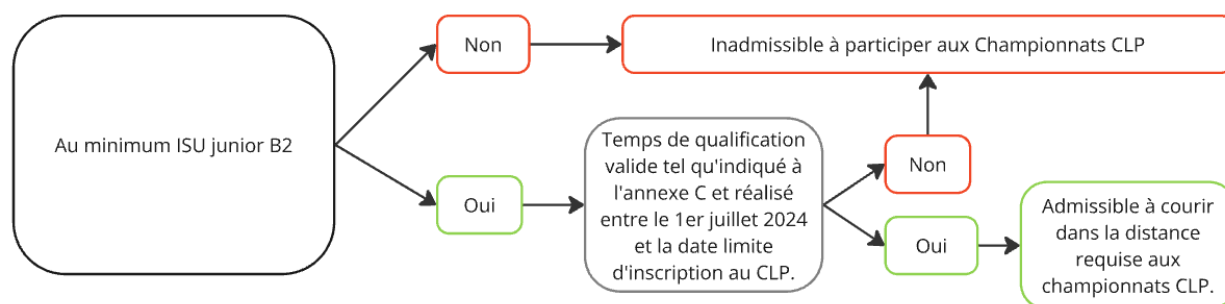 Non
Inadmissible à participer aux Championnats CLP
Au minimum ISU junior B2
Oui
Temps de qualification
valide tel qu'indiqué à
l'annexe C et réalisé
entre le 1er juillet 2024
et la date limite
d'inscription au CLP.
Non
Oui
Admissible à courir
dans la distance
requise aux
championnats CLP.